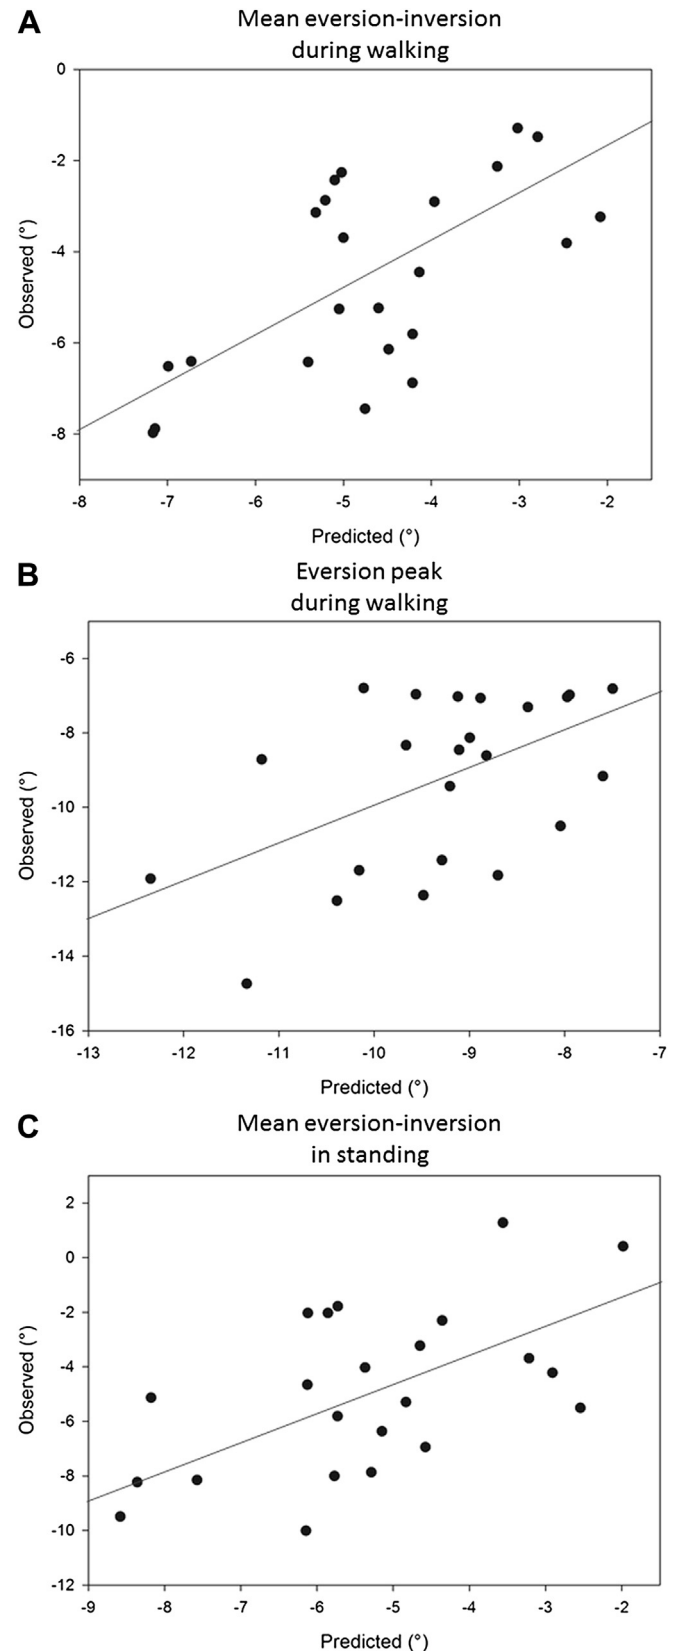 A
Mean eversion-inversion
during walking
0
-2
-4
-6
-8
Observed (°)
-8 -7 -6 -5 -4 -3 -2
Predicted (°)
B
Eversion peak
during walking
-6
-8
-10
-12
-14
-16
Observed (°)
-13 -12 -11 -10 -9 -8 -7
Predicted (°)
C
Mean eversion-inversion
in standing
2
0
-2
-4
-6
-8
-10
-12
Observed (°)
-9 -8 -7 -6 -5 -4 -3 -2
Predicted (°)